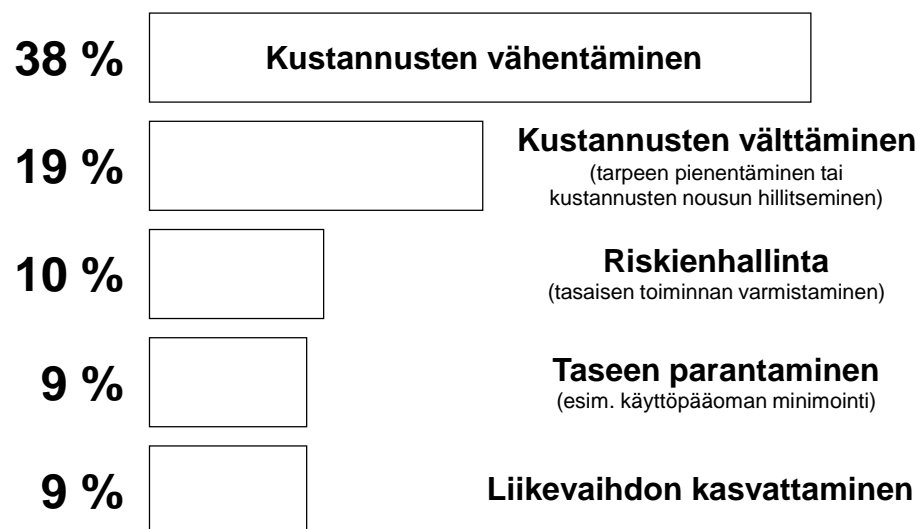 38 %
Kustannusten vähentäminen
19 %
Kustannusten välttäminen
(tarpeen pienentäminen tai
kustannusten nousun hillitseminen)
10 %
Riskienhallinta
(tasaisen toiminnan varmistaminen)
9 %
Taseen parantaminen
(esim. käyttöpääoman minimointi)
9 %
Liikevaihdon kasvattaminen